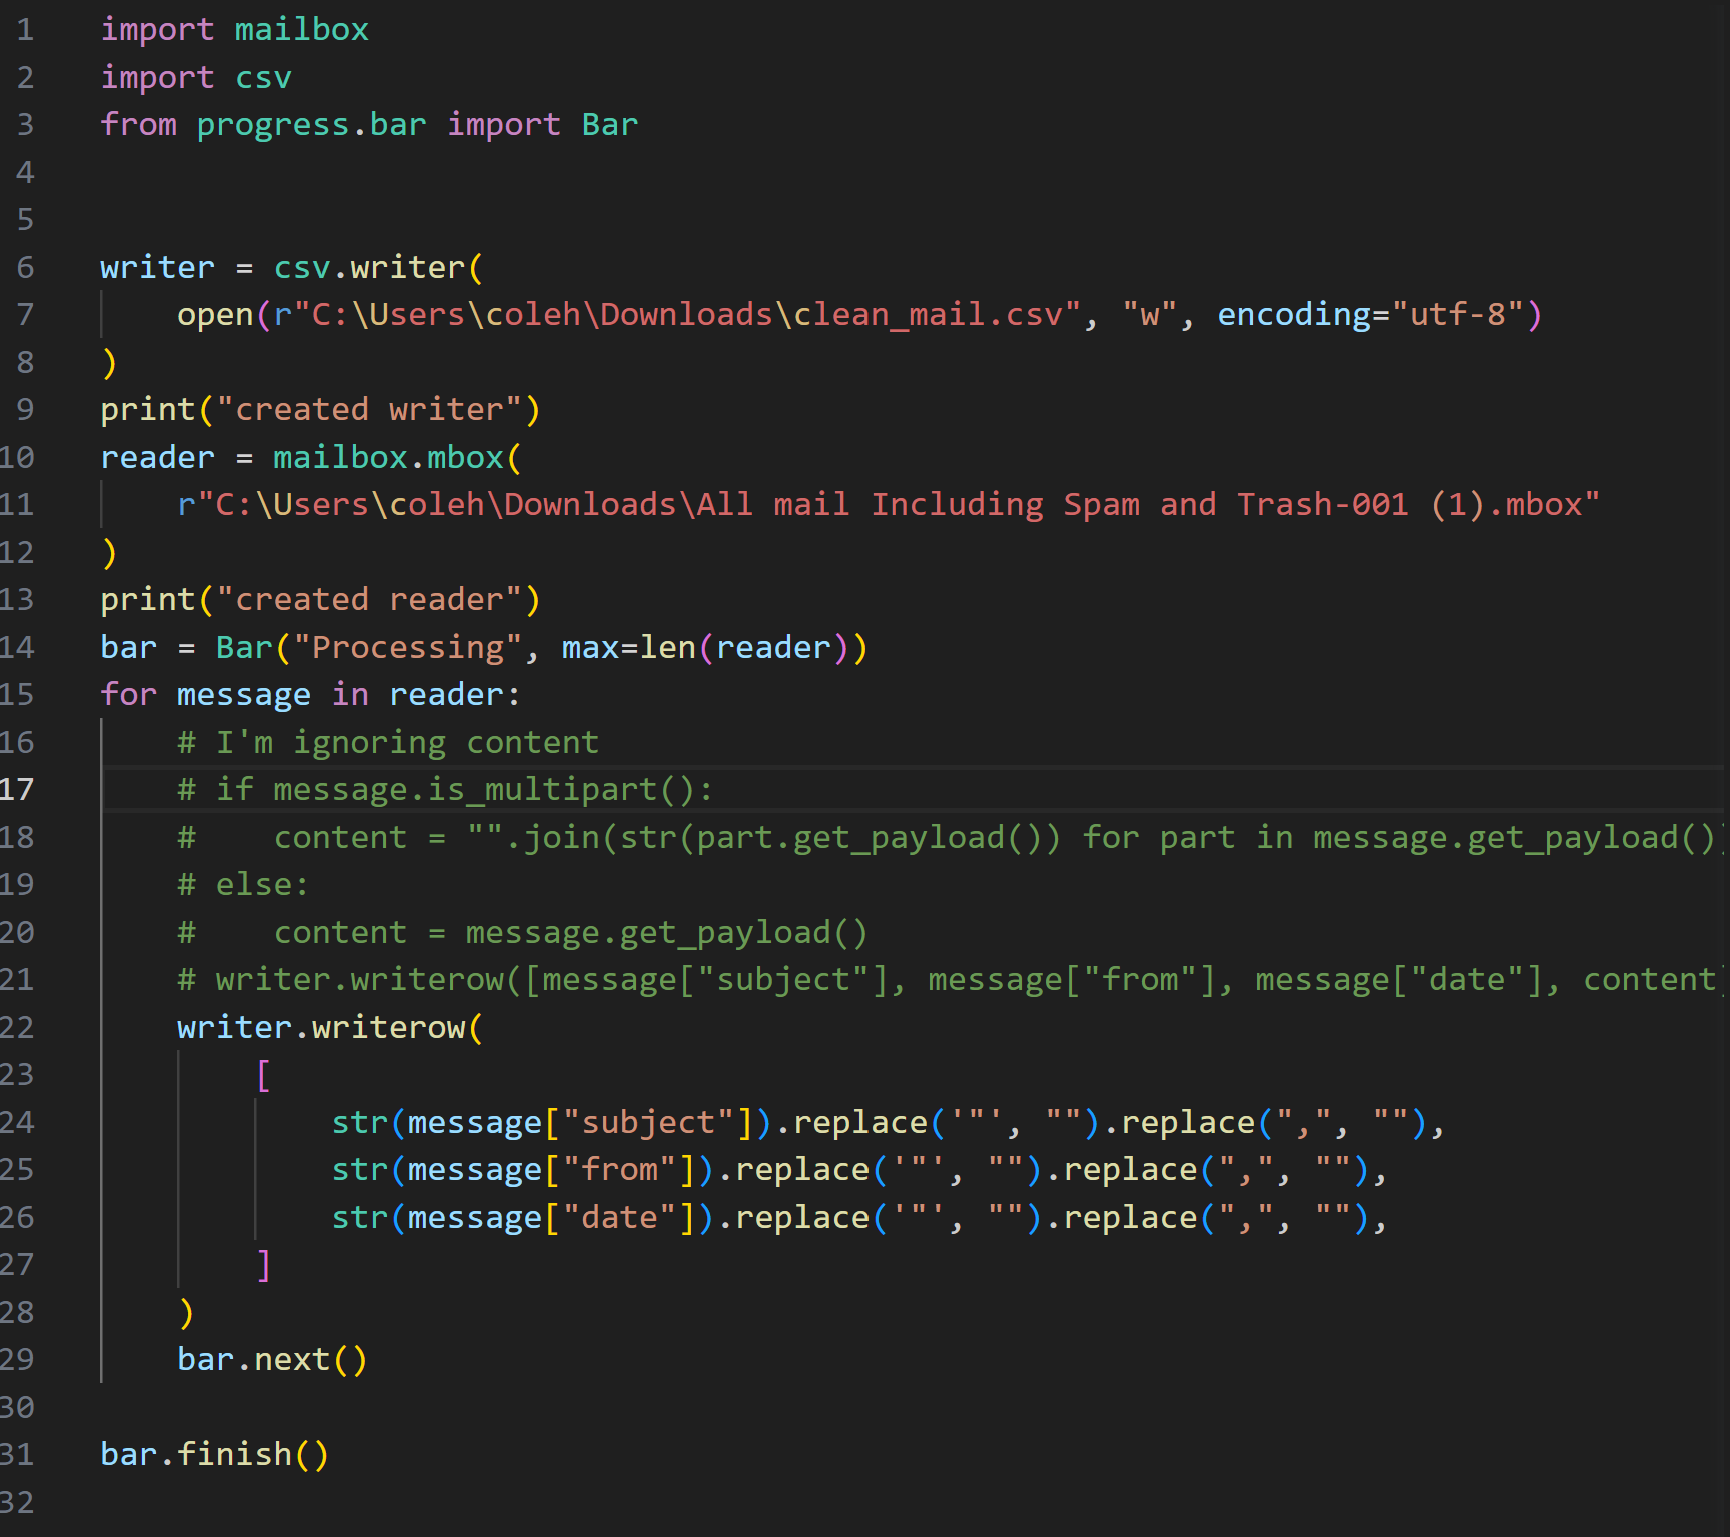 1 import mailbox
2 import csv
3 from progress.bar import Bar
4
5
6 writer = csv.writer(
7     open(r"C:\Users\coleh\Downloads\clean_mail.csv", "w", encoding="utf-8")
8 )
9 print("created writer")
10 reader = mailbox.mbox(
11     r"C:\Users\coleh\Downloads\All mail Including Spam and Trash-001 (1).mbox"
12 )
13 print("created reader")
14 bar = Bar("Processing", max=len(reader))
15 for message in reader:
16     # I'm ignoring content
17     # if message.is_multipart():
18     #    content = "".join(str(part.get_payload()) for part in message.get_payload()
19     # else:
20     #    content = message.get_payload()
21     # writer.writerow([message["subject"], message["from"], message["date"], content
22     writer.writerow(
23         [
24             str(message["subject"]).replace('"', "").replace(",", ""),
25             str(message["from"]).replace('"', "").replace(",", ""),
26             str(message["date"]).replace('"', "").replace(",", ""),
27         ]
28     )
29     bar.next()
30
31 bar.finish()
32